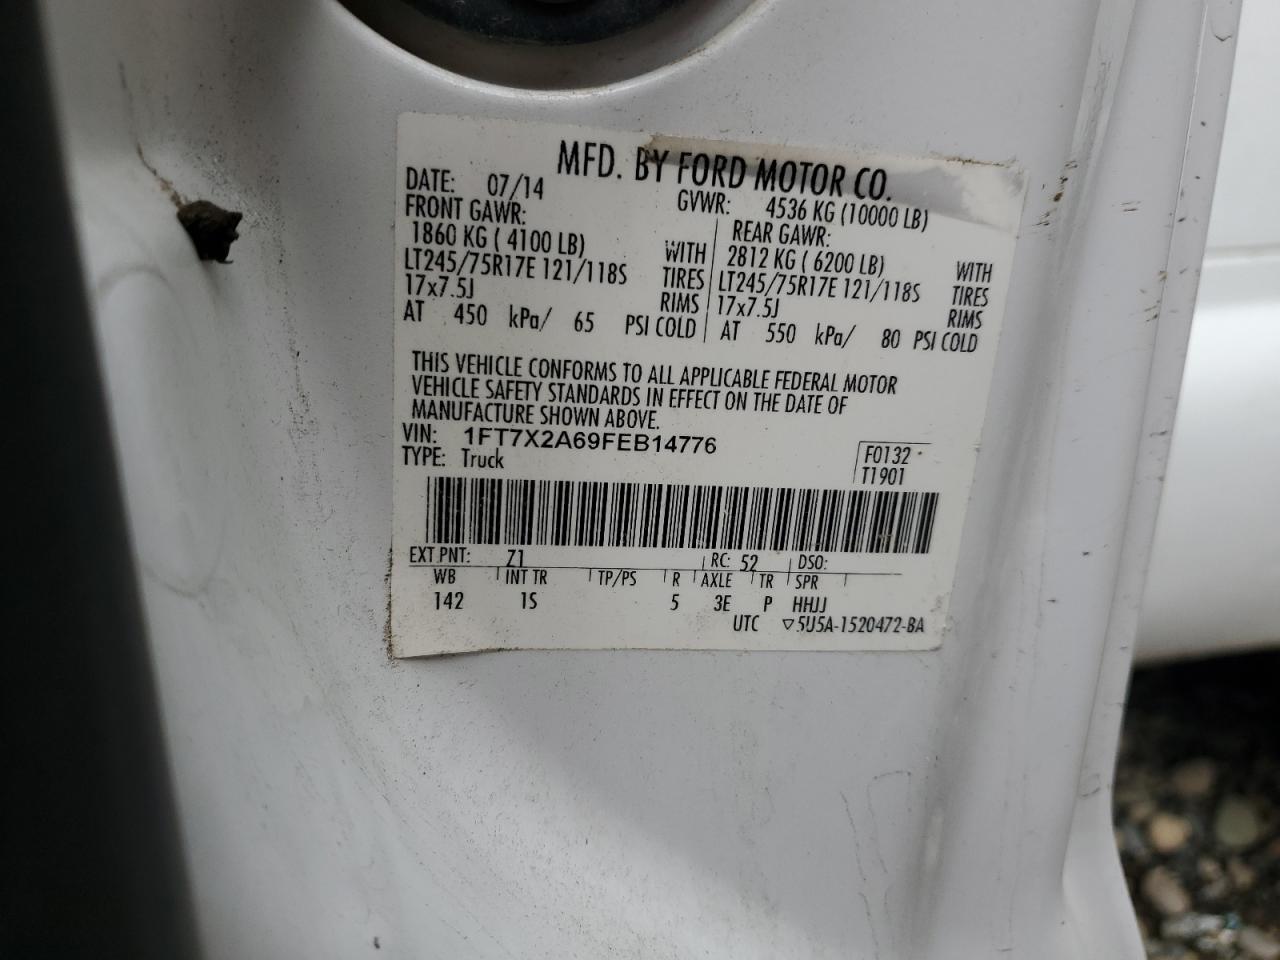 MFD. BY FORD MOTOR CO.
DATE: 07/14 GVWR: 4536 KG (10000 LB)
FRONT GAWR: REAR GAWR:
1860 KG ( 4100 LB) WITH 2812 KG ( 6200 LB) WITH
LT245/75R17E 121/118S TIRES LT245/75R17E 121/118S TIRES
17x7.5J RIMS 17x7.5J RIMS
AT 450 kPa/ 65 PSI COLD AT 550 kPa/ 80 PSI COLD
THIS VEHICLE CONFORMS TO ALL APPLICABLE FEDERAL MOTOR
VEHICLE SAFETY STANDARDS IN EFFECT ON THE DATE OF
MANUFACTURE SHOWN ABOVE.
VIN: 1FT7X2A69FEB14776 F0132
TYPE: Truck T1901
EXT PNT: Z1 RC: 52 DSO:
WB INT TR TP/PS R AXLE TR SPR
142 1S 5 3E P HHJJ
UTC ▽5U5A-1520472-BA